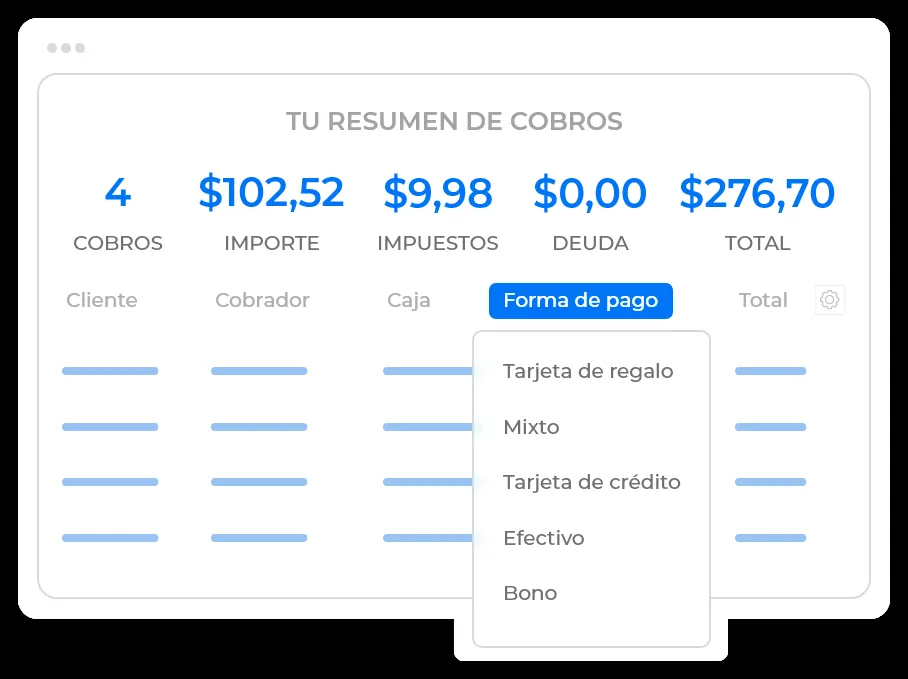 TU RESUMEN DE COBROS
4 $102,52 $9,98 $0,00 $276,70
COBROS IMPORTE IMPUESTOS DEUDA TOTAL
Cliente Cobrador Caja Forma de pago Total
Tarjeta de regalo
Mixto
Tarjeta de crédito
Efectivo
Bono